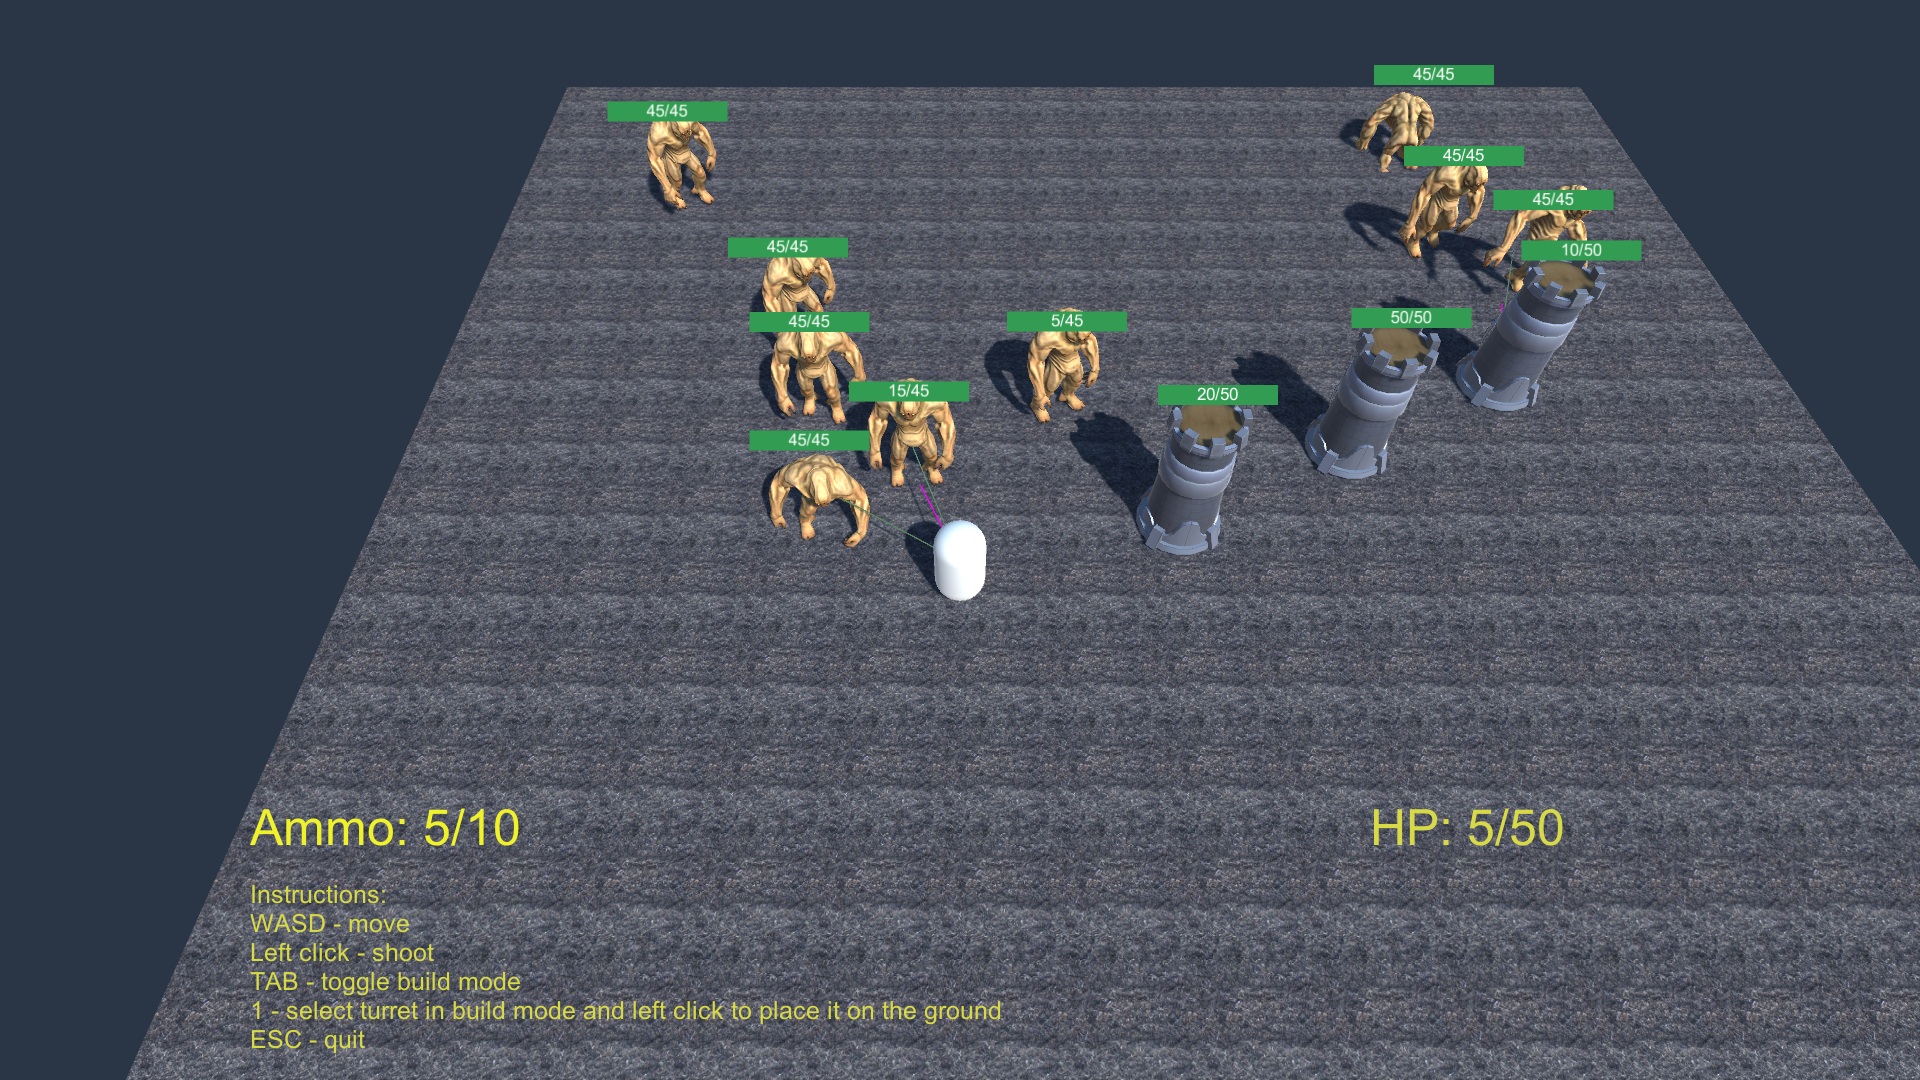 45/45
45/45
45/45
45/45
45/45
10/50
50/50
45/45
5/45
15/45
20/50
45/45
Ammo: 5/10
HP: 5/50
Instructions:
WASD - move
Left click - shoot
TAB - toggle build mode
1 - select turret in build mode and left click to place it on the ground
ESC - quit